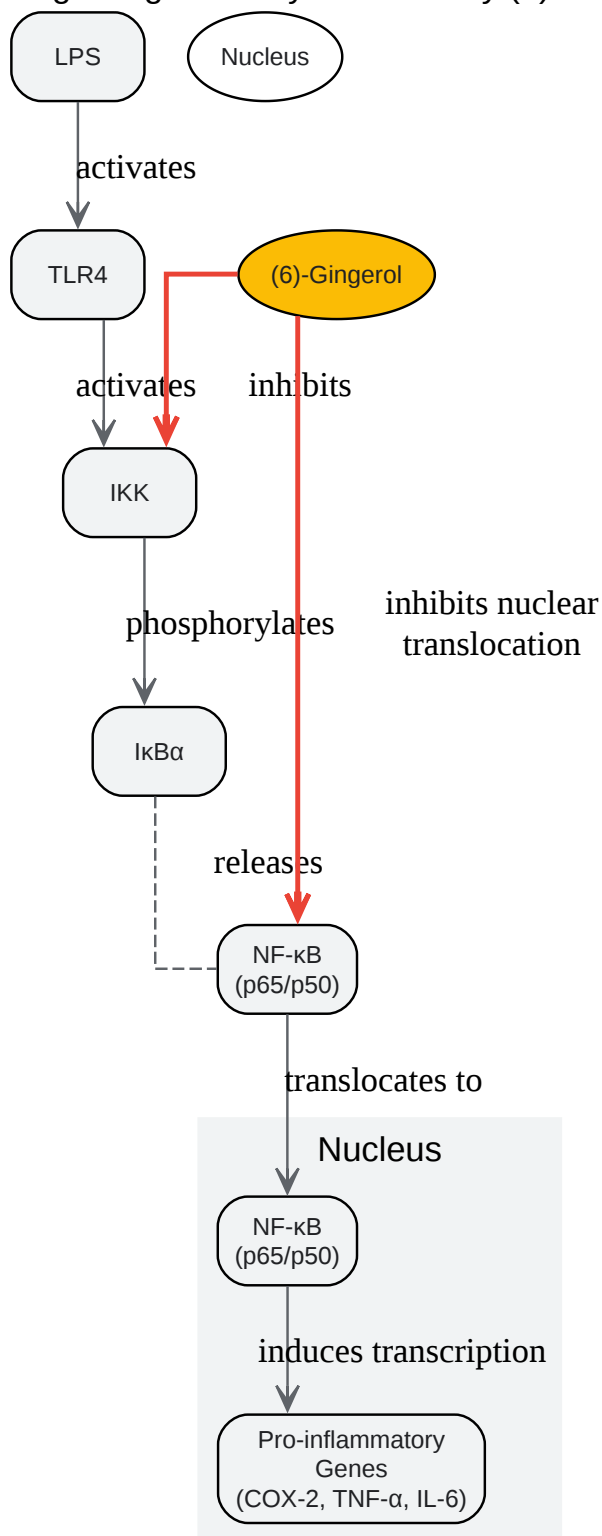 LPS
Nucleus
activates
TLR4
(6)-Gingerol
activates
inhibits
IKK
inhibits nuclear
translocation
phosphorylates
IκBα
releases
NF-κB
(p65/p50)
translocates to
Nucleus
NF-κB
(p65/p50)
induces transcription
Pro-inflammatory
Genes
(COX-2, TNF-α, IL-6)